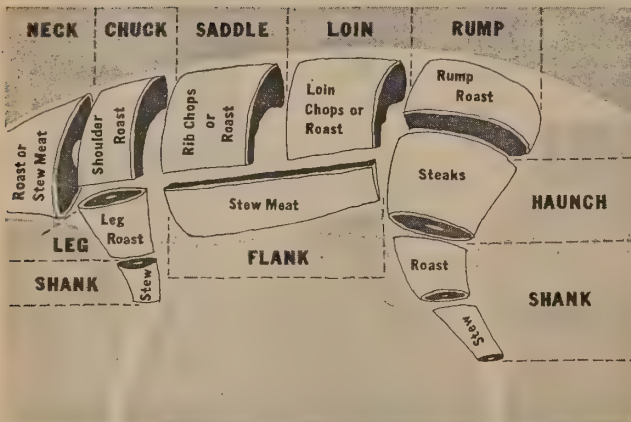 NECK
CHUCK
SADDLE
LOIN
RUMP
Roast or
Stew Meat
Shoulder
Roast
Rib Chops
or
Roast
Loin
Chops or
Roast
Rump
Roast
Leg
Roast
Stew Meat
Steaks
HAUNCH
LEG
FLANK
Roast
SHANK
Stew
SHANK
Stew